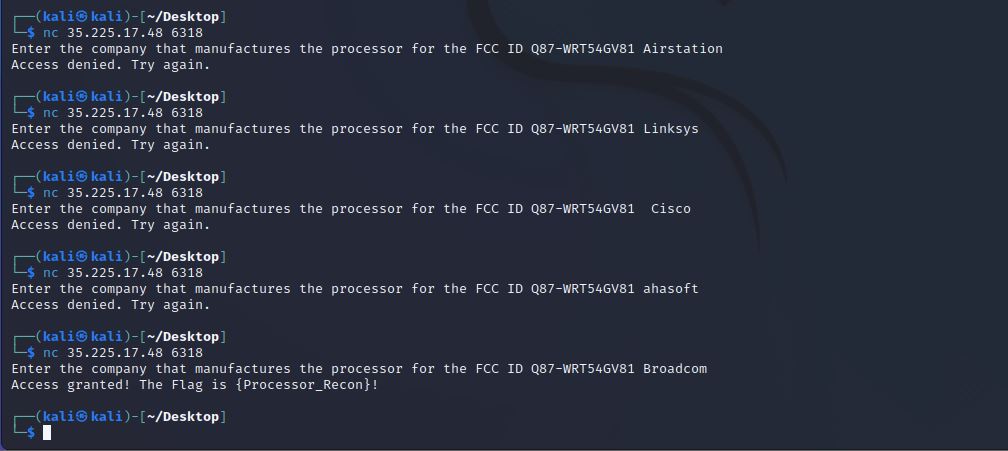 ┌──(kali㉿kali)-[~/Desktop]
└─$ nc 35.225.17.48 6318
Enter the company that manufactures the processor for the FCC ID Q87-WRT54GV81 Airstation
Access denied. Try again.
┌──(kali㉿kali)-[~/Desktop]
└─$ nc 35.225.17.48 6318
Enter the company that manufactures the processor for the FCC ID Q87-WRT54GV81 Linksys
Access denied. Try again.
┌──(kali㉿kali)-[~/Desktop]
└─$ nc 35.225.17.48 6318
Enter the company that manufactures the processor for the FCC ID Q87-WRT54GV81  Cisco
Access denied. Try again.
┌──(kali㉿kali)-[~/Desktop]
└─$ nc 35.225.17.48 6318
Enter the company that manufactures the processor for the FCC ID Q87-WRT54GV81 ahasoft
Access denied. Try again.
┌──(kali㉿kali)-[~/Desktop]
└─$ nc 35.225.17.48 6318
Enter the company that manufactures the processor for the FCC ID Q87-WRT54GV81 Broadcom
Access granted! The Flag is {Processor_Recon}!
┌──(kali㉿kali)-[~/Desktop]
└─$